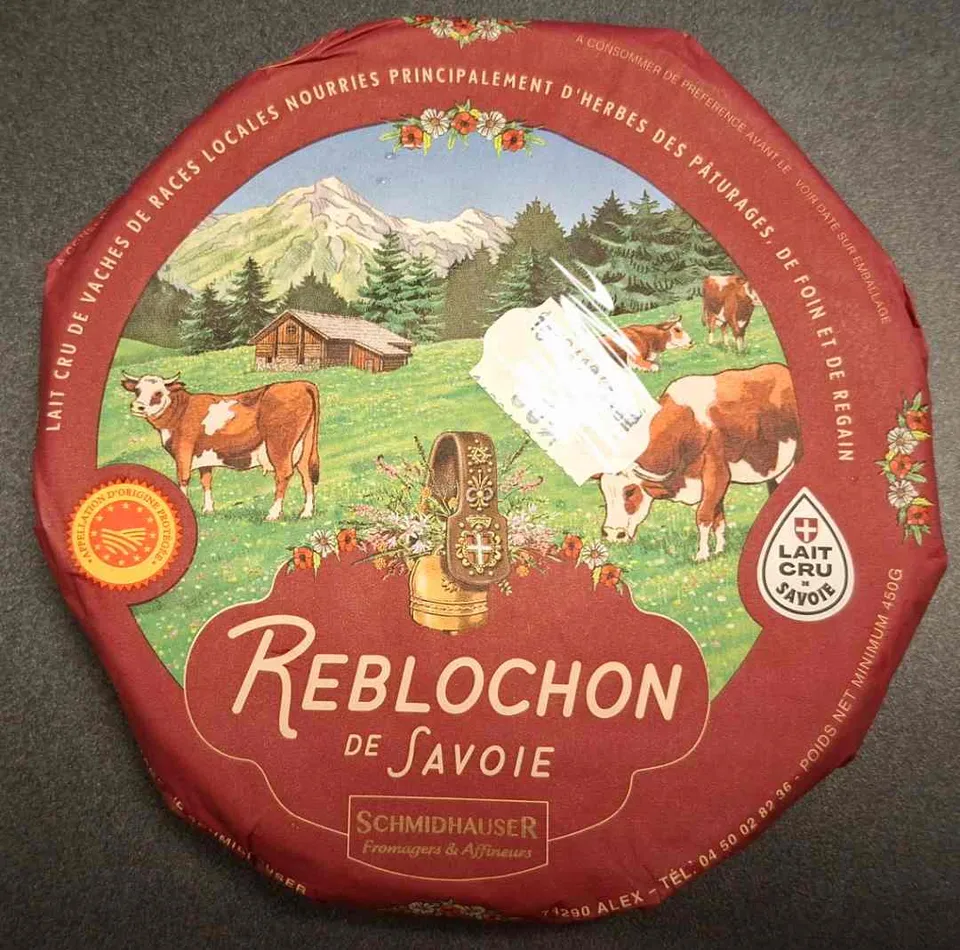 LAIT CRU DE VACHES DE RACES LOCALES NOURRIES PRINCIPALEMENT D'HERBES DES PÂTURAGES, DE FOIN ET DE REGAIN
A CONSOMMER DE PREFERENCE AVANT LE : VOIR DATE SUR EMBALLAGE
APPELLATION D'ORIGINE PROTÉGÉE
LAIT
CRU
DE
SAVOIE
REBLOCHON
DE SAVOIE
SCHMIDHAUSER
Fromagers & Affineurs
74290 ALEX - TÉL: 04 50 02 82 36 - POIDS NET MINIMUM 450G